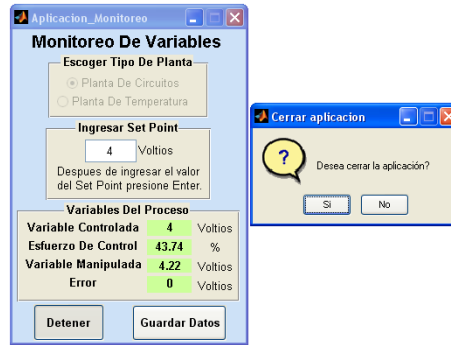 Aplicacion_Monitoreo
Monitoreo De Variables
Escoger Tipo De Planta
Planta De Circuitos
Planta De Temperatura
Ingresar Set Point
4 Voltios
Despues de ingresar el valor
del Set Point presione Enter.
Variables Del Proceso
Variable Controlada 4 Voltios
Esfuerzo De Control 43.74 %
Variable Manipulada 4.22 Voltios
Error 0 Voltios
Detener Guardar Datos
Cerrar aplicacion
? Desea cerrar la aplicación?
Si No